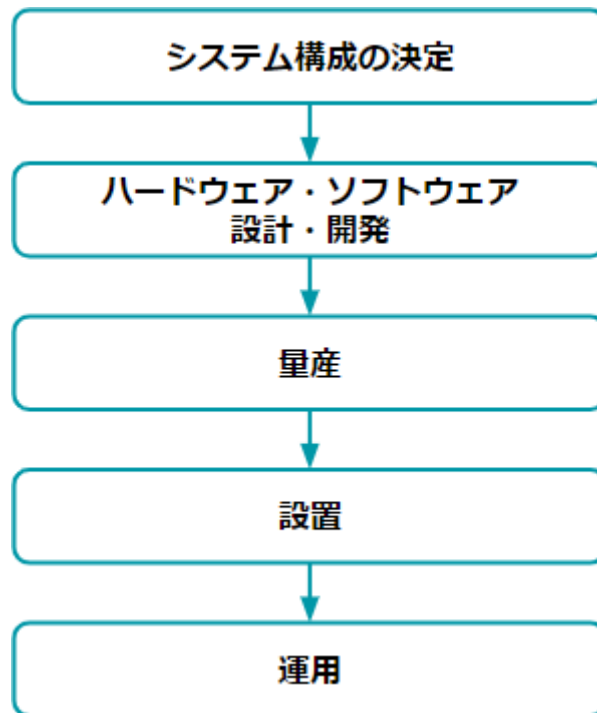 システム構成の決定
ハードウェア・ソフトウェア
設計・開発
量産
設置
運用